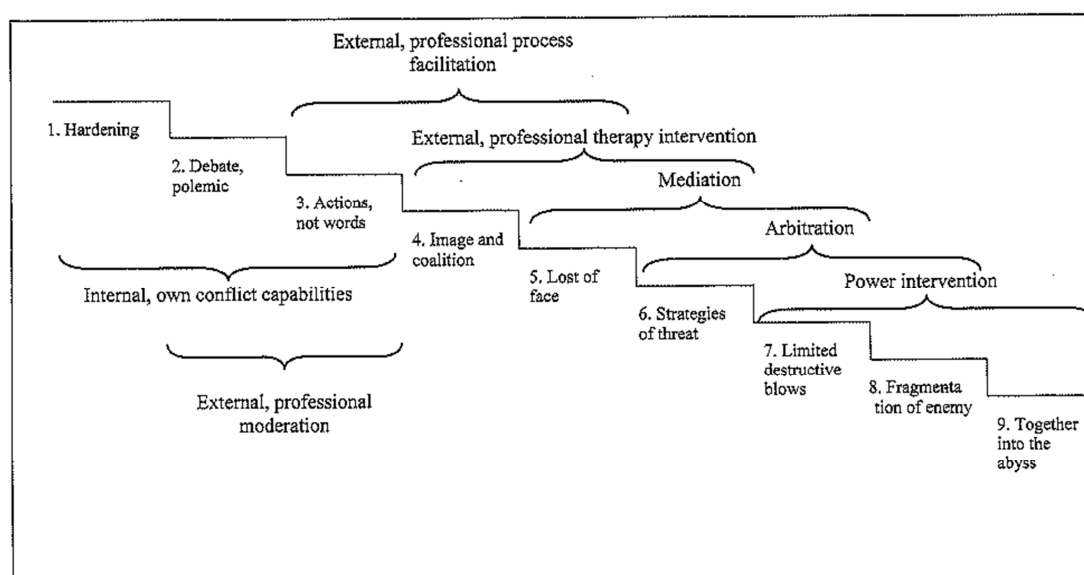 External, professional process
facilitation
1. Hardening
External, professional therapy intervention
2. Debate,
polemic
Mediation
3. Actions,
not words
Arbitration
4. Image and
coalition
Internal, own conflict capabilities
5. Lost of
face
Power intervention
6. Strategies
of threat
7. Limited
destructive
blows
External, professional
moderation
8. Fragmenta
tion of enemy
9. Together
into the
abyss